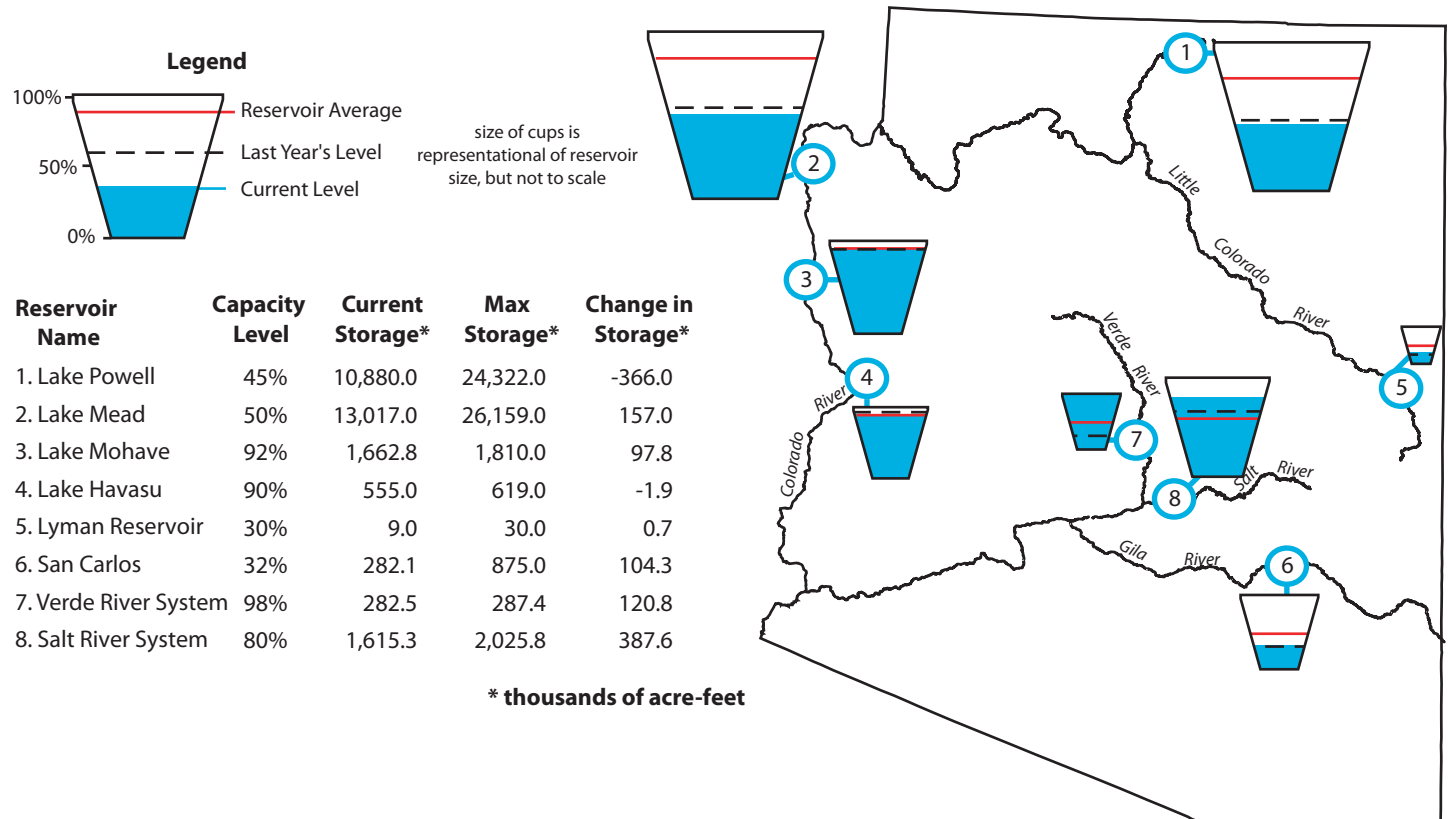 Legend
100%
50%
0%
Reservoir Average
Last Year's Level
Current Level
size of cups is
representational of reservoir
size, but not to scale
Reservoir Name Capacity Level Current Storage* Max Storage* Change in Storage*
1. Lake Powell 45% 10,880.0 24,322.0 -366.0
2. Lake Mead 50% 13,017.0 26,159.0 157.0
3. Lake Mohave 92% 1,662.8 1,810.0 97.8
4. Lake Havasu 90% 555.0 619.0 -1.9
5. Lyman Reservoir 30% 9.0 30.0 0.7
6. San Carlos 32% 282.1 875.0 104.3
7. Verde River System 98% 282.5 287.4 120.8
8. Salt River System 80% 1,615.3 2,025.8 387.6
* thousands of acre-feet
1
2
3
4
5
7
8
6
Little Colorado River
Verde River
Colorado River
Salt River
Gila River